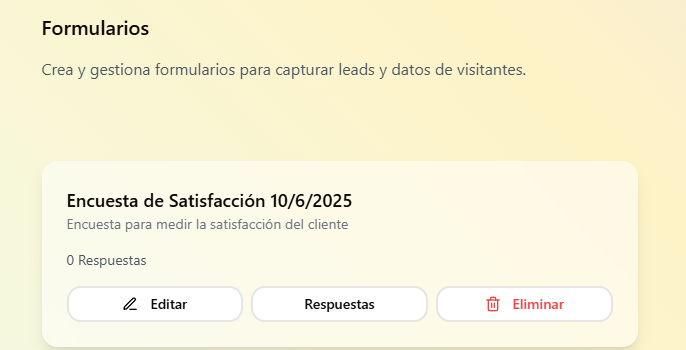 Formularios
Crea y gestiona formularios para capturar leads y datos de visitantes.
Encuesta de Satisfacción 10/6/2025
Encuesta para medir la satisfacción del cliente
0 Respuestas
Editar
Respuestas
Eliminar